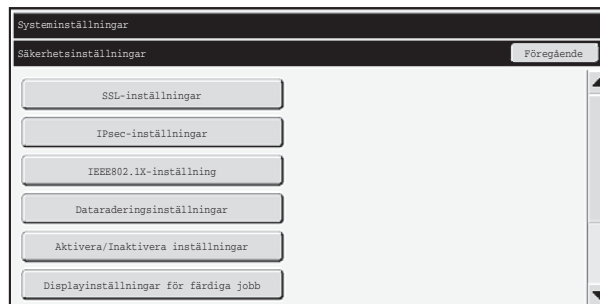 Systeminställningar
Säkerhetsinställningar
Föregående
SSL-inställningar
IPsec-inställningar
IEEE802.1X-inställning
Dataraderingsinställningar
Aktivera/Inaktivera inställningar
Displayinställningar för färdiga jobb